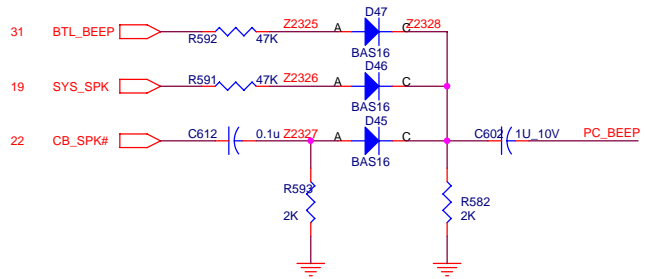 D47
31 BTL_BEEP R592 47K Z2325 A C Z2328
BAS16
D46
19 SYS_SPK R591 47K Z2326 A C
BAS16
D45
22 CB_SPK# C612 0.1u Z2327 A C C602 1U_10V PC_BEEP
BAS16
R593 R582
2K 2K